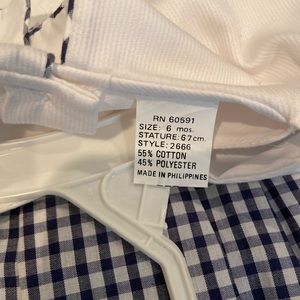 RN 60591
SIZE: 6 mos.
STATURE: 67cm.
STYLE: 2666
55% COTTON
45% POLYESTER
MADE IN PHILIPPINES